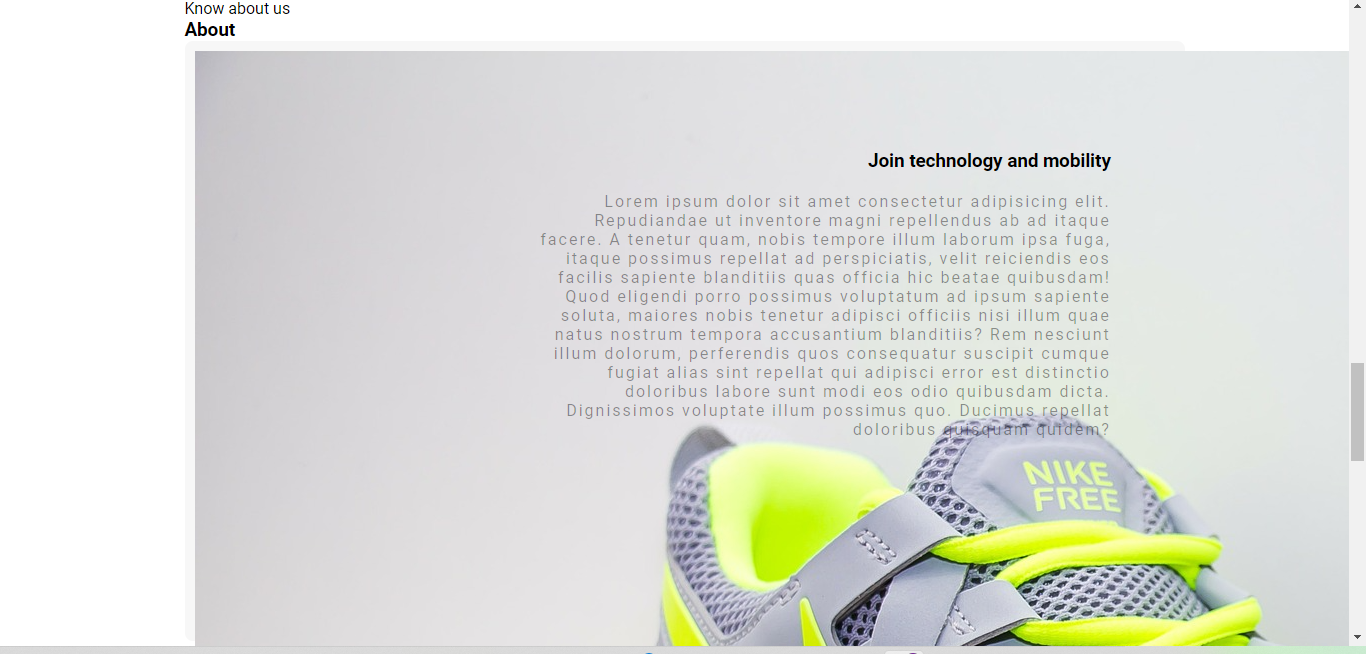 Know about us
About
Join technology and mobility
Lorem ipsum dolor sit amet consectetur adipisicing elit.
Repudiandae ut inventore magni repellendus ab ad itaque
facere. A tenetur quam, nobis tempore illum laborum ipsa fuga,
itaque possimus repellat ad perspiciatis, velit reiciendis eos
facilis sapiente blanditiis quas officia hic beatae quibusdam!
Quod eligendi porro possimus voluptatum ad ipsum sapiente
soluta, maiores nobis tenetur adipisci officiis nisi illum quae
natus nostrum tempora accusantium blanditiis? Rem nesciunt
illum dolorum, perferendis quos consequatur suscipit cumque
fugiat alias sint repellat qui adipisci error est distinctio
doloribus labore sunt modi eos odio quibusdam dicta.
Dignissimos voluptate illum possimus quo. Ducimus repellat
doloribus quisquam quidem?
NIKE
FREE